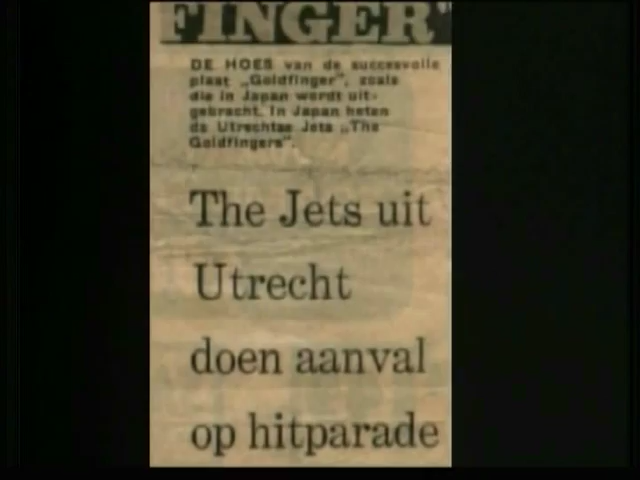 FINGER"
DE HOES van de succesvolle
plaat „Goldfinger", zoals
die in Japan wordt uit-
gebracht. In Japan heten
de Utrechtse Jets „The
Goldfingers".
The Jets uit
Utrecht
doen aanval
op hitparade